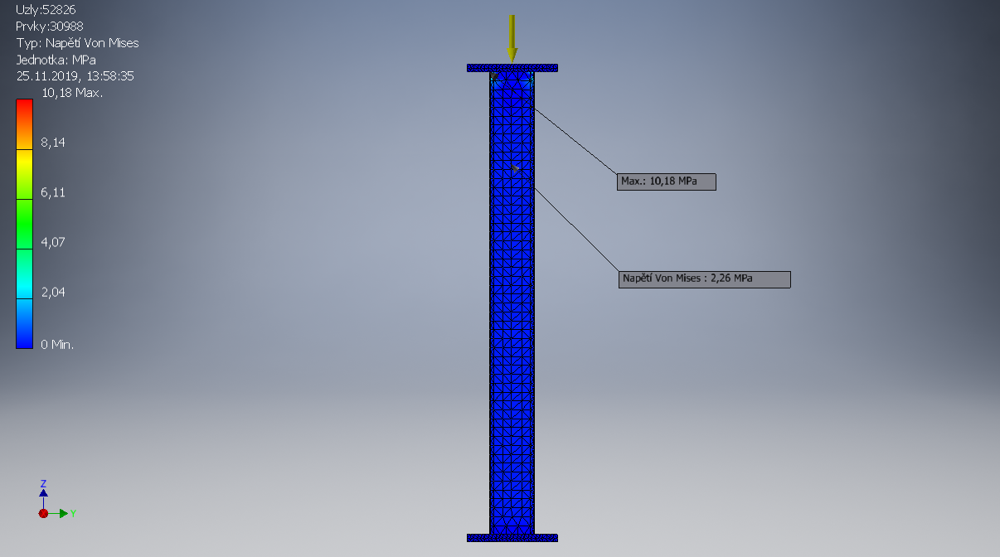 Uzly:52826
Prvky:30988
Typ: Napětí Von Mises
Jednotka: MPa
25.11.2019, 13:58:35
10,18 Max.
8,14
6,11
4,07
2,04
0 Min.
Max.: 10,18 MPa
Napětí Von Mises : 2,26 MPa
Z
Y